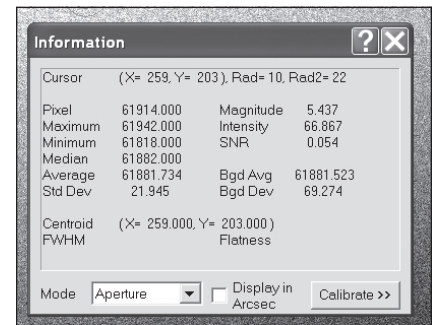 Information
Cursor (X= 259, Y= 203), Rad= 10, Rad2= 22
Pixel 61914.000 Magnitude 5.437
Maximum 61942.000 Intensity 66.867
Minimum 61818.000 SNR 0.054
Median 61882.000
Average 61881.734 Bgd Avg 61881.523
Std Dev 21.945 Bgd Dev 69.274
Centroid (X= 259.000, Y= 203.000)
FWHM Flatness
Mode Aperture Display in Arcsec Calibrate >>